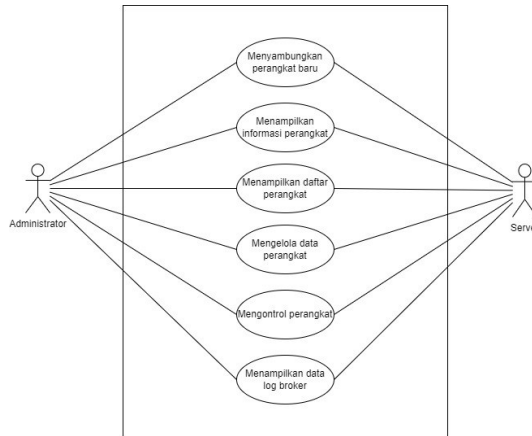 Menyambungkan
perangkat baru
Menampilkan
informasi perangkat
Menampilkan daftar
perangkat
Administrator
Serve
Mengelola data
perangkat
Mengontrol perangkat
Menampilkan data
log broker